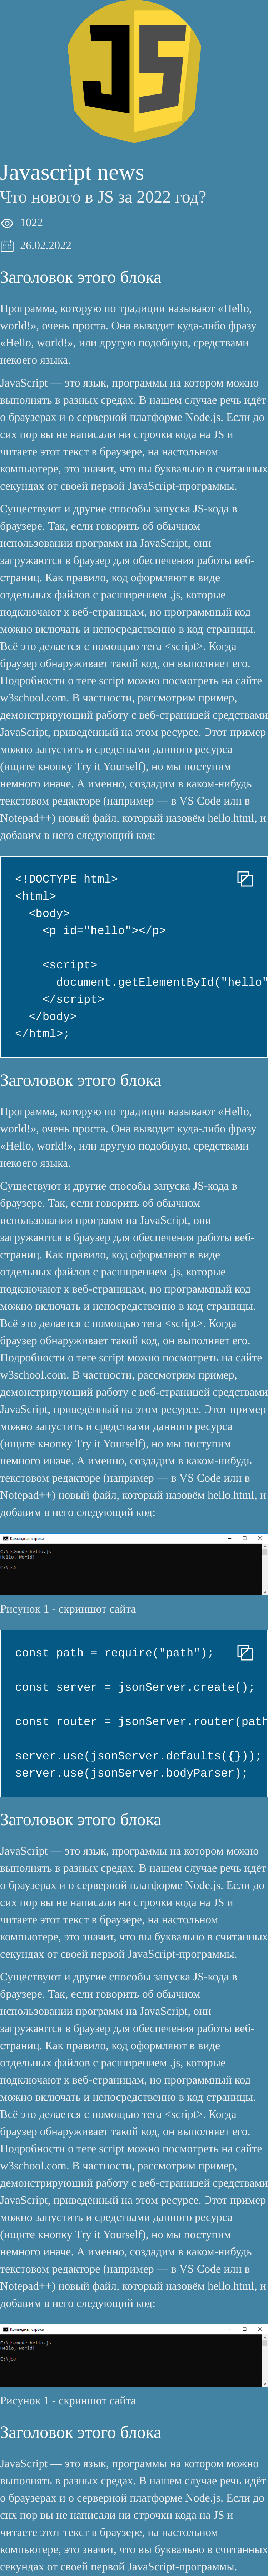 JS
Javascript news
Что нового в JS за 2022 год?
1022
26.02.2022
Заголовок этого блока
Программа, которую по традиции называют «Hello,
world!», очень проста. Она выводит куда-либо фразу
«Hello, world!», или другую подобную, средствами
некоего языка.
JavaScript — это язык, программы на котором можно
выполнять в разных средах. В нашем случае речь идёт
о браузерах и о серверной платформе Node.js. Если до
сих пор вы не написали ни строчки кода на JS и
читаете этот текст в браузере, на настольном
компьютере, это значит, что вы буквально в считанных
секундах от своей первой JavaScript-программы.
Существуют и другие способы запуска JS-кода в
браузере. Так, если говорить об обычном
использовании программ на JavaScript, они
загружаются в браузер для обеспечения работы веб-
страниц. Как правило, код оформляют в виде
отдельных файлов с расширением .js, которые
подключают к веб-страницам, но программный код
можно включать и непосредственно в код страницы.
Всё это делается с помощью тега <script>. Когда
браузер обнаруживает такой код, он выполняет его.
Подробности о теге script можно посмотреть на сайте
w3school.com. В частности, рассмотрим пример,
демонстрирующий работу с веб-страницей средствами
JavaScript, приведённый на этом ресурсе. Этот пример
можно запустить и средствами данного ресурса
(ищите кнопку Try it Yourself), но мы поступим
немного иначе. А именно, создадим в каком-нибудь
текстовом редакторе (например — в VS Code или в
Notepad++) новый файл, который назовём hello.html, и
добавим в него следующий код:
<!DOCTYPE html>
<html>
<body>
<p id="hello"></p>
<script>
document.getElementById("hello"
</script>
</body>
</html>;
Заголовок этого блока
Программа, которую по традиции называют «Hello,
world!», очень проста. Она выводит куда-либо фразу
«Hello, world!», или другую подобную, средствами
некоего языка.
Существуют и другие способы запуска JS-кода в
браузере. Так, если говорить об обычном
использовании программ на JavaScript, они
загружаются в браузер для обеспечения работы веб-
страниц. Как правило, код оформляют в виде
отдельных файлов с расширением .js, которые
подключают к веб-страницам, но программный код
можно включать и непосредственно в код страницы.
Всё это делается с помощью тега <script>. Когда
браузер обнаруживает такой код, он выполняет его.
Подробности о теге script можно посмотреть на сайте
w3school.com. В частности, рассмотрим пример,
демонстрирующий работу с веб-страницей средствами
JavaScript, приведённый на этом ресурсе. Этот пример
можно запустить и средствами данного ресурса
(ищите кнопку Try it Yourself), но мы поступим
немного иначе. А именно, создадим в каком-нибудь
текстовом редакторе (например — в VS Code или в
Notepad++) новый файл, который назовём hello.html, и
добавим в него следующий код:
Командная строка
C:\js>node hello.js
Hello, World!
C:\js>
Рисунок 1 - скриншот сайта
const path = require("path");
const server = jsonServer.create();
const router = jsonServer.router(path
server.use(jsonServer.defaults({}));
server.use(jsonServer.bodyParser);
Заголовок этого блока
JavaScript — это язык, программы на котором можно
выполнять в разных средах. В нашем случае речь идёт
о браузерах и о серверной платформе Node.js. Если до
сих пор вы не написали ни строчки кода на JS и
читаете этот текст в браузере, на настольном
компьютере, это значит, что вы буквально в считанных
секундах от своей первой JavaScript-программы.
Существуют и другие способы запуска JS-кода в
браузере. Так, если говорить об обычном
использовании программ на JavaScript, они
загружаются в браузер для обеспечения работы веб-
страниц. Как правило, код оформляют в виде
отдельных файлов с расширением .js, которые
подключают к веб-страницам, но программный код
можно включать и непосредственно в код страницы.
Всё это делается с помощью тега <script>. Когда
браузер обнаруживает такой код, он выполняет его.
Подробности о теге script можно посмотреть на сайте
w3school.com. В частности, рассмотрим пример,
демонстрирующий работу с веб-страницей средствами
JavaScript, приведённый на этом ресурсе. Этот пример
можно запустить и средствами данного ресурса
(ищите кнопку Try it Yourself), но мы поступим
немного иначе. А именно, создадим в каком-нибудь
текстовом редакторе (например — в VS Code или в
Notepad++) новый файл, который назовём hello.html, и
добавим в него следующий код:
Командная строка
C:\js>node hello.js
Hello, World!
C:\js>
Рисунок 1 - скриншот сайта
Заголовок этого блока
JavaScript — это язык, программы на котором можно
выполнять в разных средах. В нашем случае речь идёт
о браузерах и о серверной платформе Node.js. Если до
сих пор вы не написали ни строчки кода на JS и
читаете этот текст в браузере, на настольном
компьютере, это значит, что вы буквально в считанных
секундах от своей первой JavaScript-программы.